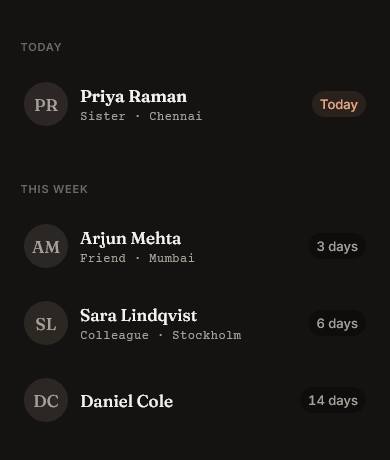 TODAY
PR
Priya Raman
Today
Sister · Chennai
THIS WEEK
AM
Arjun Mehta
3 days
Friend · Mumbai
SL
Sara Lindqvist
6 days
Colleague · Stockholm
DC
Daniel Cole
14 days